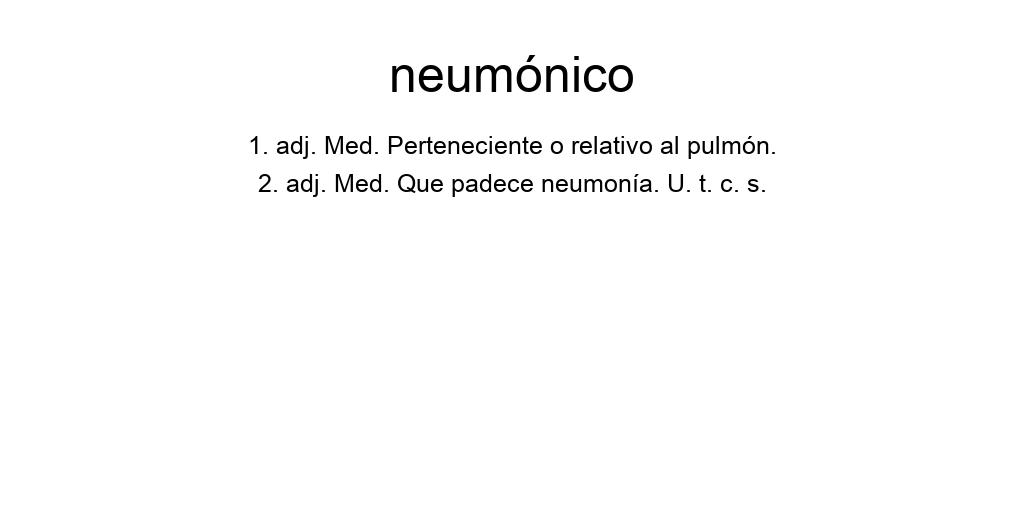 neumónico
1. adj. Med. Perteneciente o relativo al pulmón.
2. adj. Med. Que padece neumonía. U. t. c. s.